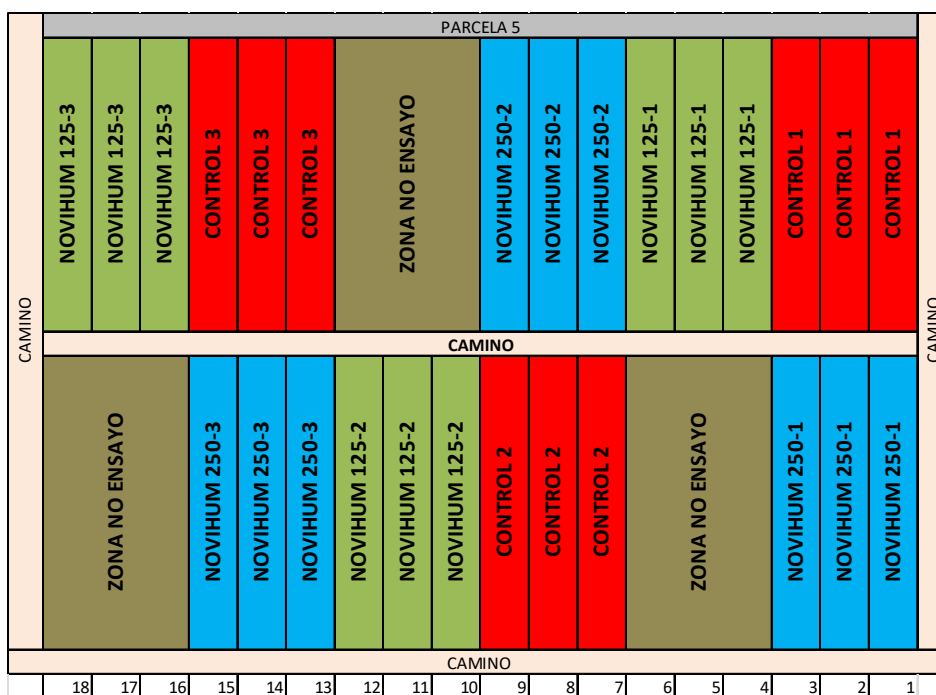 PARCELA 5
CAMINO
NOVIHUM 125-3
NOVIHUM 125-3
NOVIHUM 125-3
CONTROL 3
CONTROL 3
CONTROL 3
ZONA NO ENSAYO
NOVIHUM 250-2
NOVIHUM 250-2
NOVIHUM 250-2
NOVIHUM 125-1
NOVIHUM 125-1
NOVIHUM 125-1
CONTROL 1
CONTROL 1
CONTROL 1
CAMINO
CAMINO
ZONA NO ENSAYO
NOVIHUM 250-3
NOVIHUM 250-3
NOVIHUM 250-3
NOVIHUM 125-2
NOVIHUM 125-2
NOVIHUM 125-2
CONTROL 2
CONTROL 2
CONTROL 2
ZONA NO ENSAYO
NOVIHUM 250-1
NOVIHUM 250-1
NOVIHUM 250-1
CAMINO
18 17 16 15 14 13 12 11 10 9 8 7 6 5 4 3 2 1